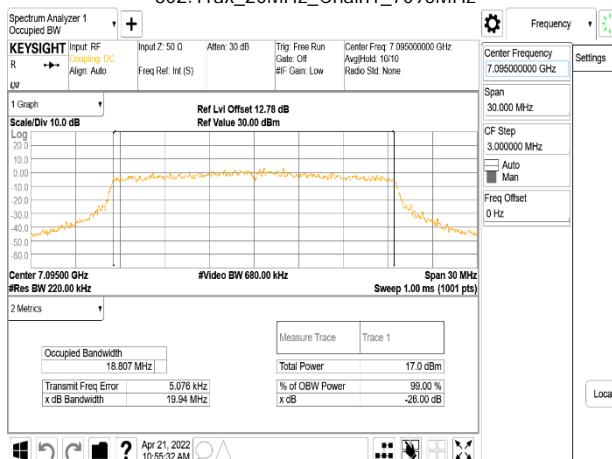 802.11ax_20MHz_Chain1_7095MHz
Spectrum Analyzer 1
Occupied BW
+
Frequency
KEYSIGHT
Input: RF
Input Z: 50 Ω
Atten: 30 dB
Trig: Free Run
Center Freq: 7.095000000 GHz
R
Coupling: DC
Gate: Off
Avg|Hold: 10/10
Align: Auto
Freq Ref: Int (S)
#IF Gain: Low
Radio Std: None
Center Frequency
7.095000000 GHz
Settings
Span
30.000 MHz
CF Step
3.000000 MHz
Auto
Man
Freq Offset
0 Hz
1 Graph
Ref Lvl Offset 12.78 dB
Scale/Div 10.0 dB
Ref Value 30.00 dBm
Log
20.0
10.0
0.00
-10.0
-20.0
-30.0
-40.0
-50.0
-60.0
Center 7.09500 GHz
#Video BW 680.00 kHz
Span 30 MHz
#Res BW 220.00 kHz
Sweep 1.00 ms (1001 pts)
2 Metrics
Measure Trace
Trace 1
Occupied Bandwidth
18.807 MHz
Total Power
17.0 dBm
Transmit Freq Error
5.076 kHz
% of OBW Power
99.00 %
x dB Bandwidth
19.94 MHz
x dB
-26.00 dB
Loca
?
Apr 21, 2022
10:55:32 AM